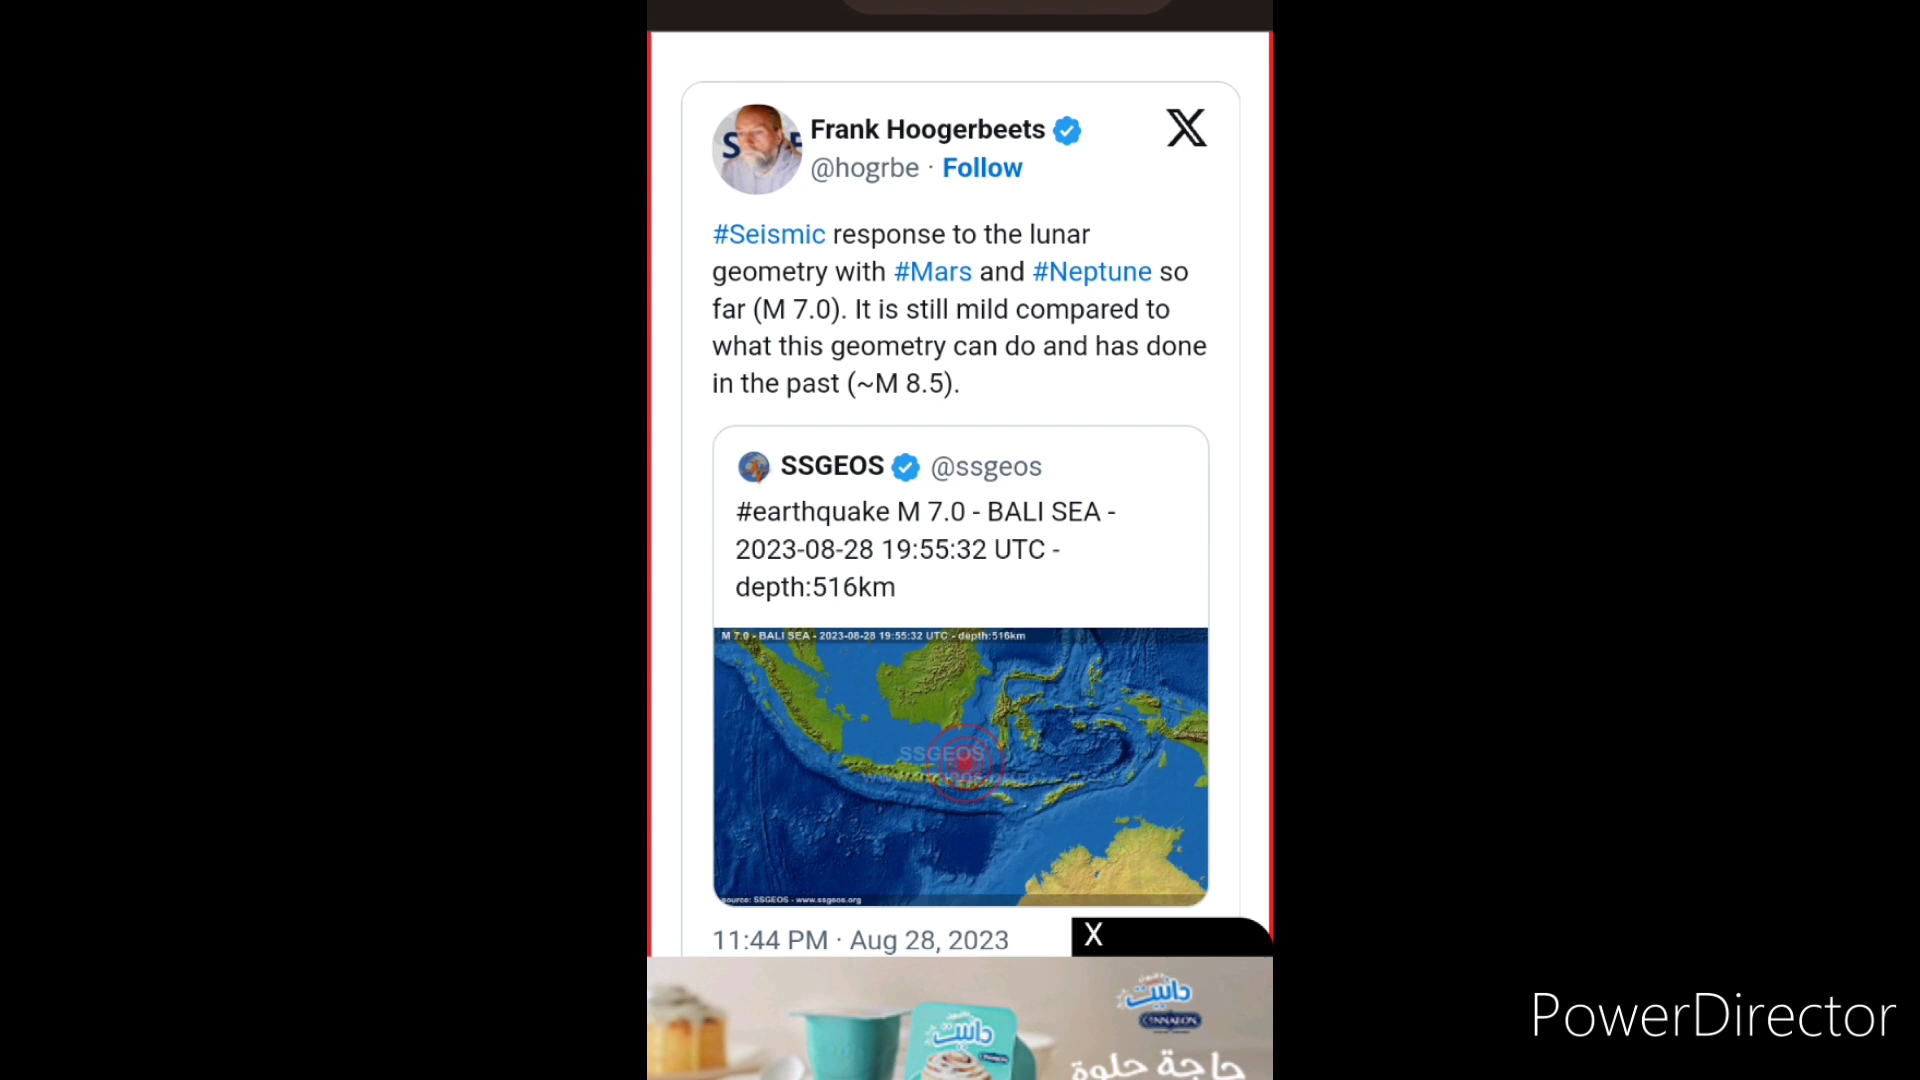 Frank Hoogerbeets
@hogrbe · Follow
X
#Seismic response to the lunar
geometry with #Mars and #Neptune so
far (M 7.0). It is still mild compared to
what this geometry can do and has done
in the past (~M 8.5).
SSGEOS @ssgeos
#earthquake M 7.0 - BALI SEA -
2023-08-28 19:55:32 UTC -
depth:516km
M 7.0 - BALI SEA - 2023-08-28 19:55:32 UTC - depth:516km
SSGEOS
source: SSGEOS - www.ssgeos.org
11:44 PM · Aug 28, 2023
X
دانيت
CINNABON
دانيت
حاجة حلوة
PowerDirector